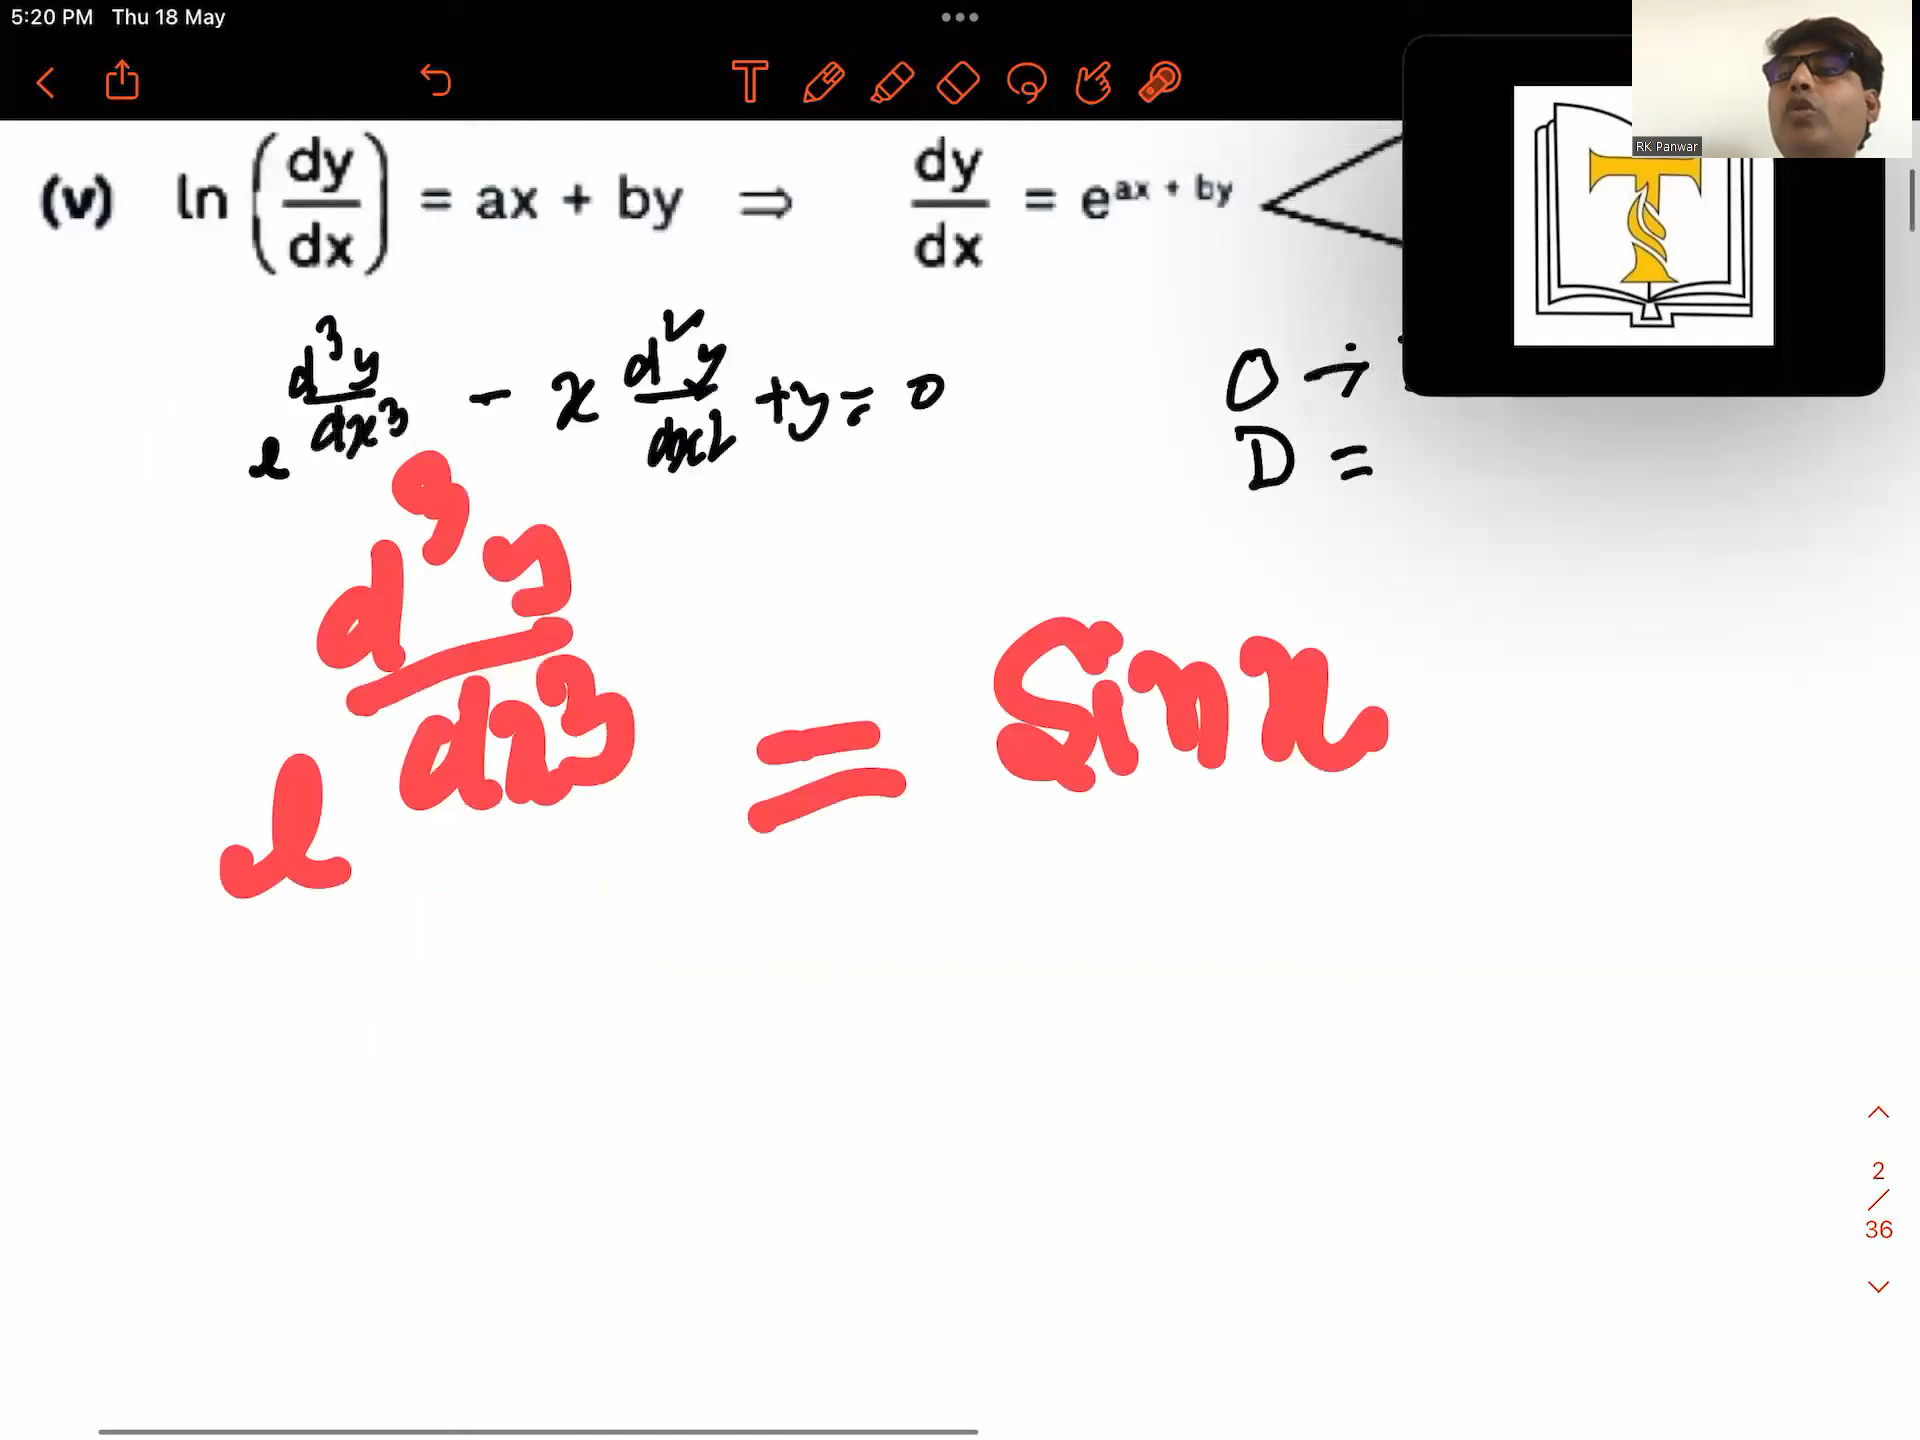 5:20 PM Thu 18 May
RK Panwar
(v) ln (dy/dx) = ax + by ⇒ dy/dx = e^(ax + by)
e^(d³y/dx³) - x d²y/dx² + y = 0
O →
D =
e^(d³y/dx³) = sin x
2
/
36